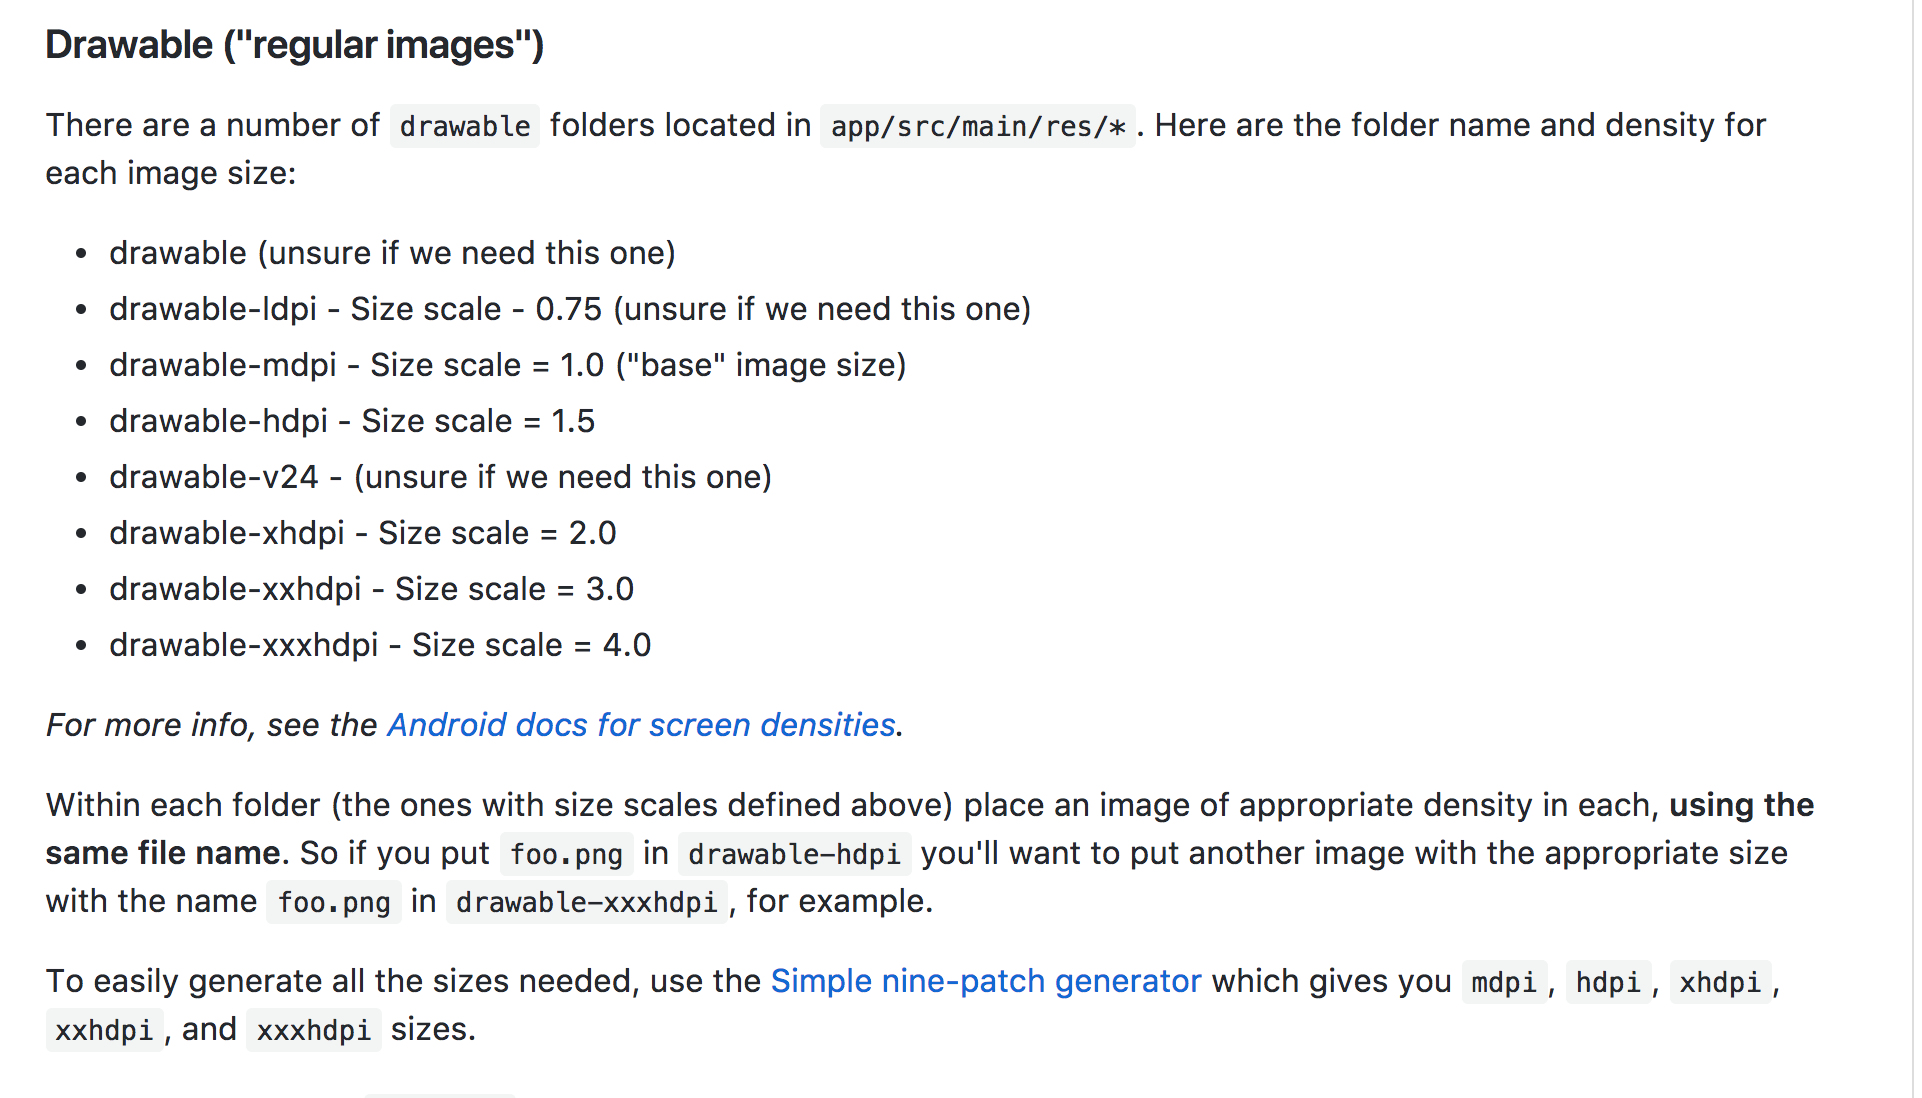 Drawable ("regular images")
There are a number of drawable folders located in app/src/main/res/*. Here are the folder name and density for
each image size:
• drawable (unsure if we need this one)
• drawable-ldpi - Size scale - 0.75 (unsure if we need this one)
• drawable-mdpi - Size scale = 1.0 ("base" image size)
• drawable-hdpi - Size scale = 1.5
• drawable-v24 - (unsure if we need this one)
• drawable-xhdpi - Size scale = 2.0
• drawable-xxhdpi - Size scale = 3.0
• drawable-xxxhdpi - Size scale = 4.0
For more info, see the Android docs for screen densities.
Within each folder (the ones with size scales defined above) place an image of appropriate density in each, using the
same file name. So if you put foo.png in drawable-hdpi you'll want to put another image with the appropriate size
with the name foo.png in drawable-xxxhdpi, for example.
To easily generate all the sizes needed, use the Simple nine-patch generator which gives you mdpi, hdpi, xhdpi,
xxhdpi, and xxxhdpi sizes.